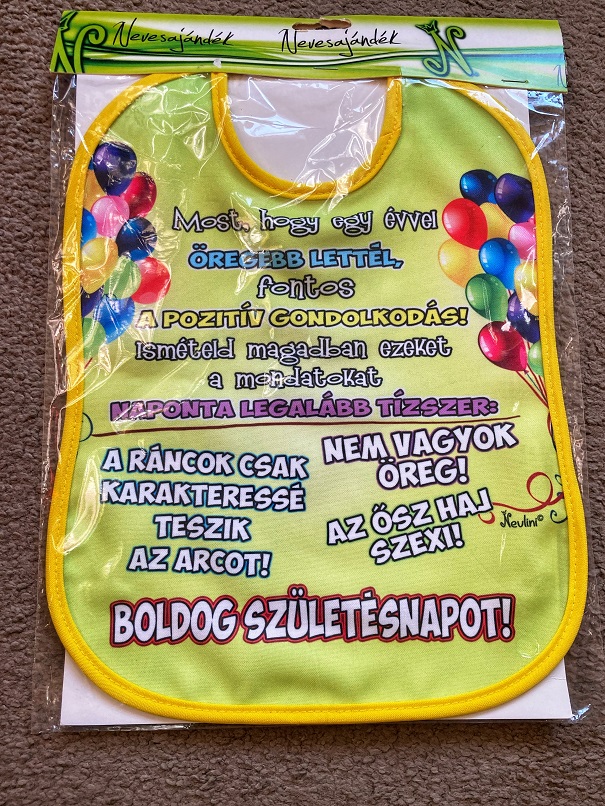 Nevesajándék Nevesajándék N
Most, hogy egy évvel
ÖREGEBB LETTÉL,
fontos
A POZITÍV GONDOLKODÁS!
Ismételd magadban ezeket
a mondatokat
NAPONTA LEGALÁBB TÍZSZER:
A RÁNCOK CSAK
KARAKTERESSÉ
TESZIK
AZ ARCOT!
NEM VAGYOK
ÖREG!
AZ ŐSZ HAJ
SZEXI!
Nevlini©
BOLDOG SZÜLETÉSNAPOT!